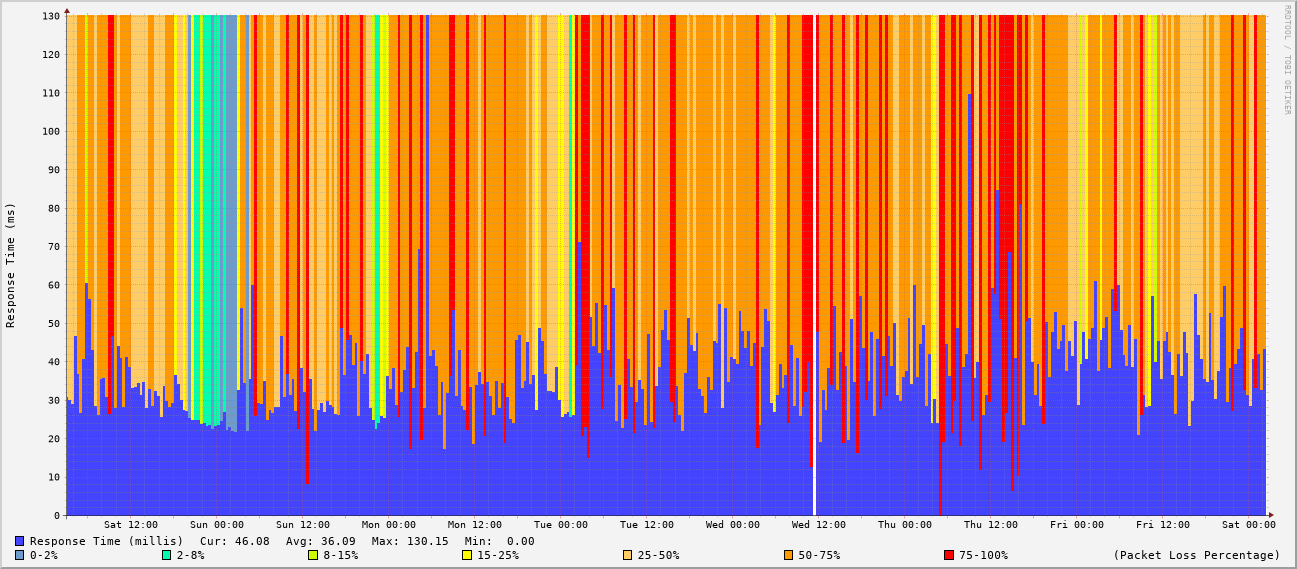 RRDTOOL / TOBI OETIKER
Response Time (ms)
130
120
110
100
90
80
70
60
50
40
30
20
10
0
Sat 12:00 Sun 00:00 Sun 12:00 Mon 00:00 Mon 12:00 Tue 00:00 Tue 12:00 Wed 00:00 Wed 12:00 Thu 00:00 Thu 12:00 Fri 00:00 Fri 12:00 Sat 00:00
Response Time (millis) Cur: 46.08 Avg: 36.09 Max: 130.15 Min: 0.00
0-2% 2-8% 8-15% 15-25% 25-50% 50-75% 75-100% (Packet Loss Percentage)